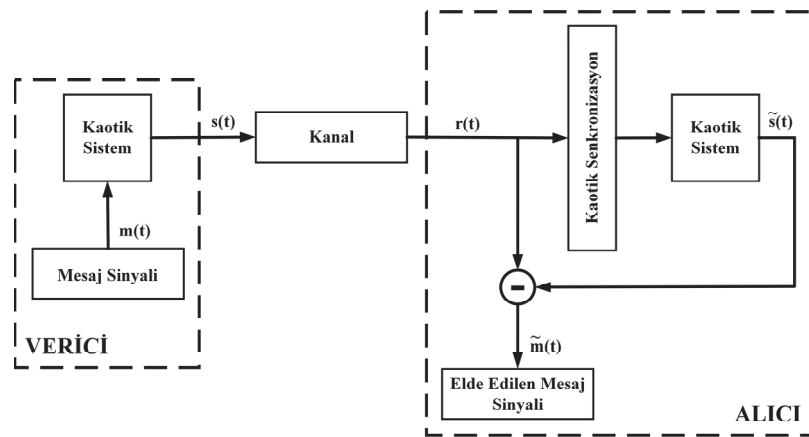 Kaotik
Sistem
s(t)
Kanal
r(t)
Kaotik Senkronizasyon
Kaotik
Sistem
s̃(t)
m(t)
Mesaj Sinyali
VERİCİ
-
m̃(t)
Elde Edilen Mesaj
Sinyali
ALICI